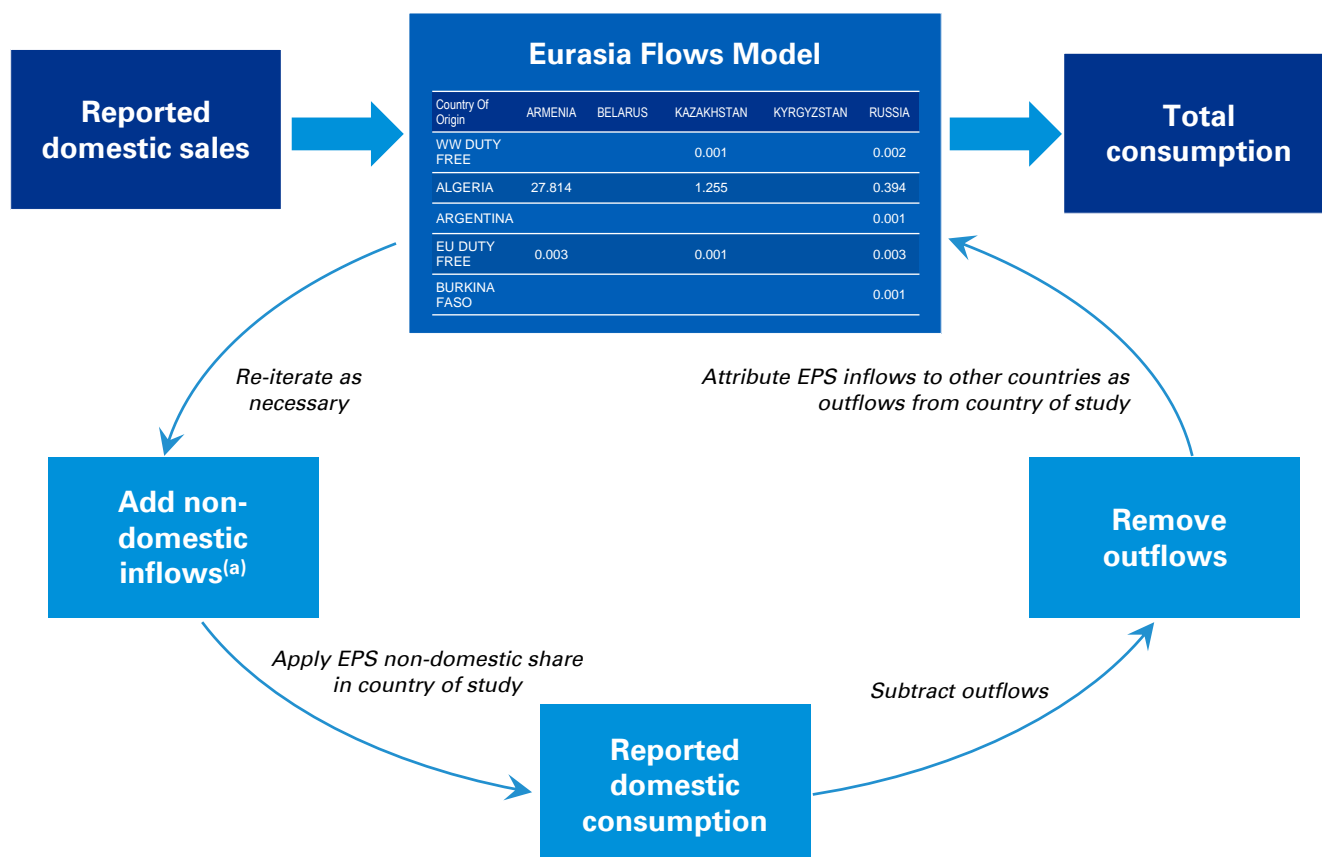 Eurasia Flows Model
Reported
domestic sales
Country Of
Origin
ARMENIA BELARUS KAZAKHSTAN KYRGYZSTAN RUSSIA
WW DUTY
FREE
0.001 0.002
ALGERIA 27.814 1.255 0.394
ARGENTINA 0.001
EU DUTY
FREE
0.003 0.001 0.003
BURKINA
FASO
0.001
Total
consumption
Re-iterate as
necessary
Attribute EPS inflows to other countries as
outflows from country of study
Add non-
domestic
inflows(a)
Remove
outflows
Apply EPS non-domestic share
in country of study
Subtract outflows
Reported
domestic
consumption